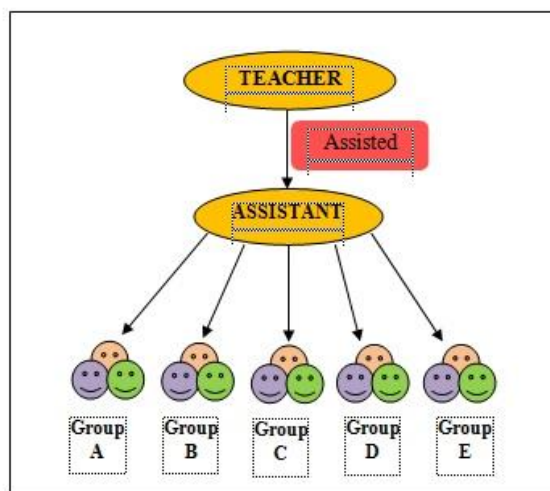 TEACHER
Assisted
ASSISTANT
Group
A
Group
B
Group
C
Group
D
Group
E